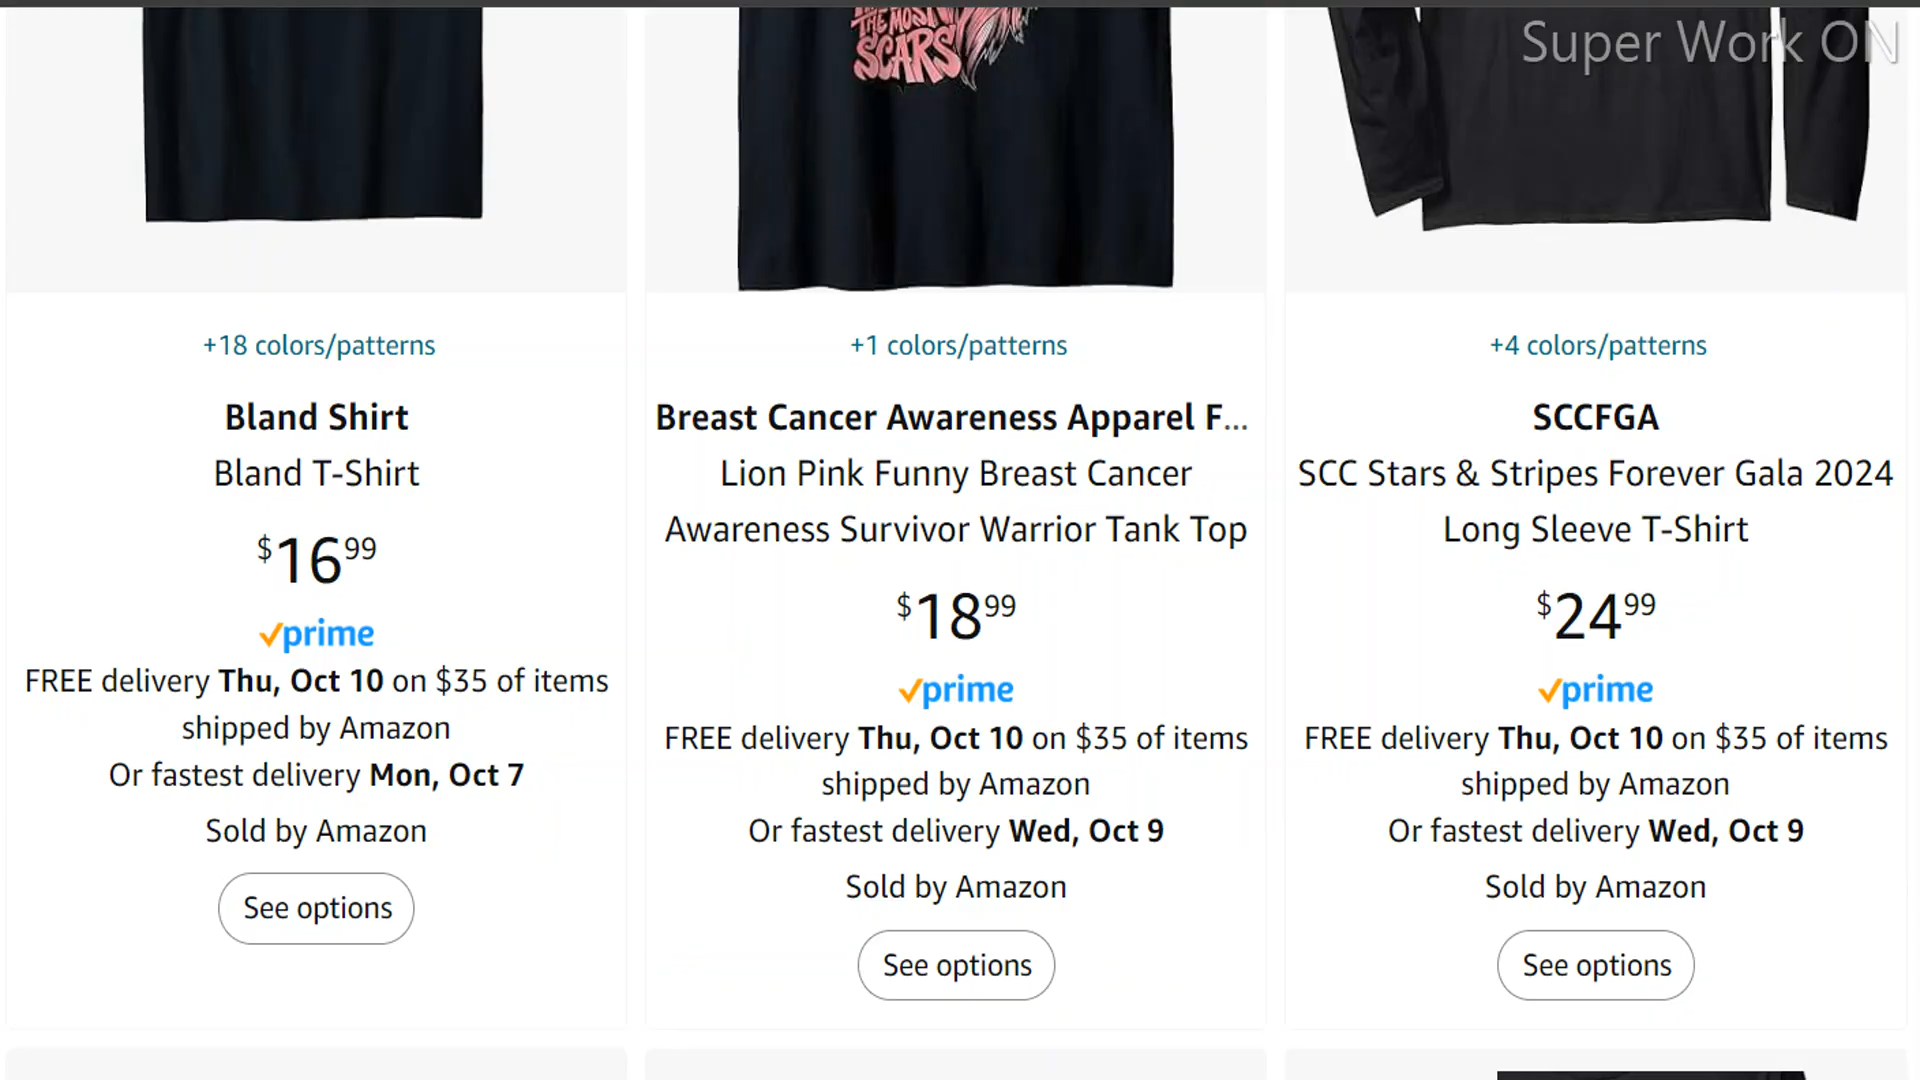 THE MOST
SCARS
Super Work ON
+18 colors/patterns
Bland Shirt
Bland T-Shirt
$16 99
prime
FREE delivery Thu, Oct 10 on $35 of items
shipped by Amazon
Or fastest delivery Mon, Oct 7
Sold by Amazon
See options
+1 colors/patterns
Breast Cancer Awareness Apparel F...
Lion Pink Funny Breast Cancer
Awareness Survivor Warrior Tank Top
$18 99
prime
FREE delivery Thu, Oct 10 on $35 of items
shipped by Amazon
Or fastest delivery Wed, Oct 9
Sold by Amazon
See options
+4 colors/patterns
SCCFGA
SCC Stars & Stripes Forever Gala 2024
Long Sleeve T-Shirt
$24 99
prime
FREE delivery Thu, Oct 10 on $35 of items
shipped by Amazon
Or fastest delivery Wed, Oct 9
Sold by Amazon
See options